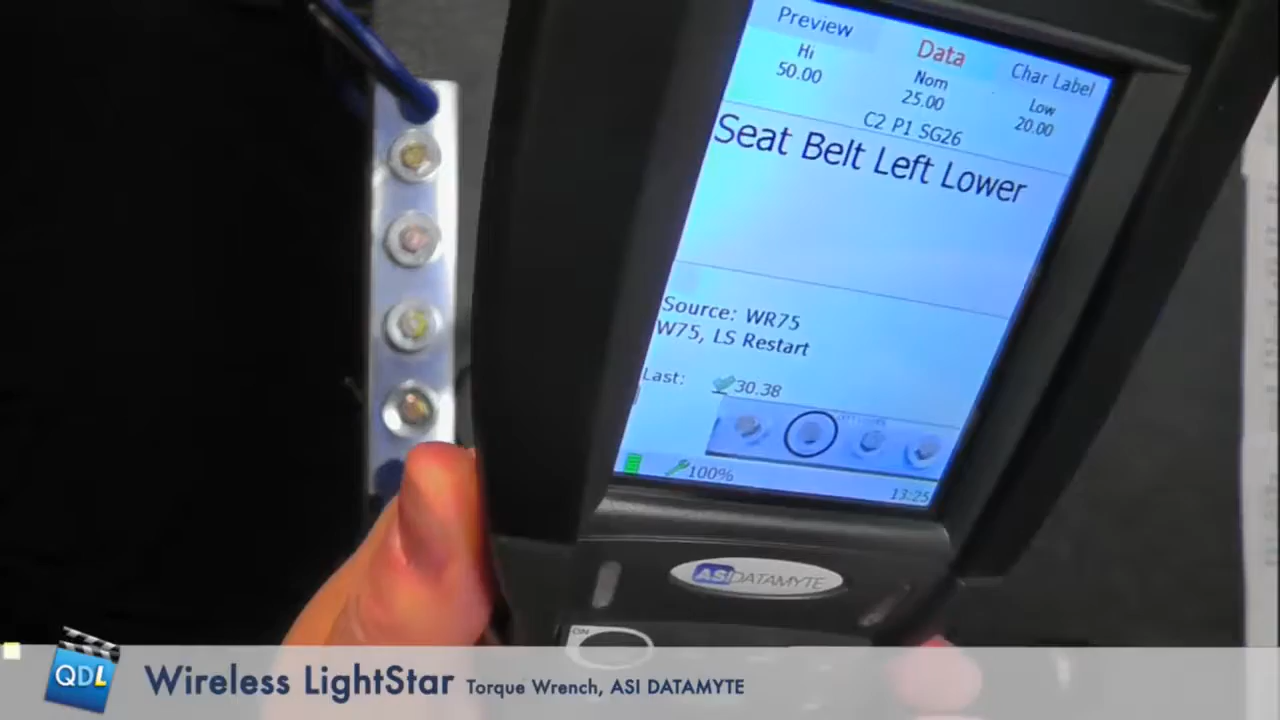 Preview Data Char Label
Hi Nom Low
50.00 25.00 20.00
C2 P1 SG26
Seat Belt Left Lower
Source: WR75
W75, LS Restart
Last: 30.38
100% 13:25
ASI DATAMYTE
QDL Wireless LightStar Torque Wrench, ASI DATAMYTE